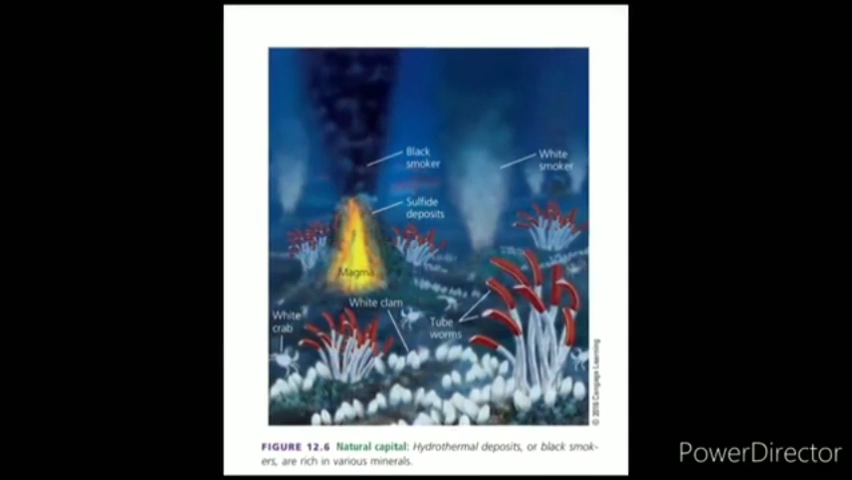 Black
smoker
White
smoker
Sulfide
deposits
Magma
White clam
White
crab
Tube
worms
© 2016 Cengage Learning
FIGURE 12.6 Natural capital: Hydrothermal deposits, or black smok-
ers, are rich in various minerals.
PowerDirector